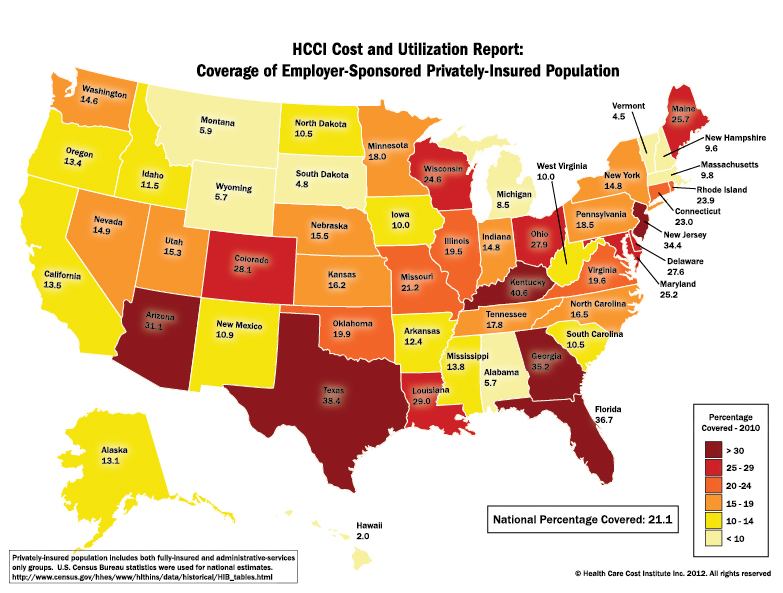 HCCI Cost and Utilization Report:
Coverage of Employer-Sponsored Privately-Insured Population
Washington
14.6
Oregon
13.4
California
13.5
Nevada
14.9
Idaho
11.5
Montana
5.9
Wyoming
5.7
Utah
15.3
Colorado
28.1
Arizona
31.1
New Mexico
10.9
North Dakota
10.5
South Dakota
4.8
Nebraska
15.5
Kansas
16.2
Oklahoma
19.9
Texas
38.4
Minnesota
18.0
Iowa
10.0
Missouri
21.2
Arkansas
12.4
Louisiana
29.0
Wisconsin
24.6
Illinois
19.5
Michigan
8.5
Indiana
14.8
Ohio
27.9
Kentucky
40.6
Tennessee
17.8
Mississippi
13.8
Alabama
5.7
Georgia
35.2
Florida
36.7
South Carolina
10.5
North Carolina
16.5
Virginia
19.6
West Virginia
10.0
Pennsylvania
18.5
New York
14.8
Vermont
4.5
Maine
25.7
New Hampshire
9.6
Massachusetts
9.8
Rhode Island
23.9
Connecticut
23.0
New Jersey
34.4
Delaware
27.6
Maryland
25.2
Alaska
13.1
Hawaii
2.0
Percentage
Covered - 2010
> 30
25 - 29
20 -24
15 - 19
10 - 14
< 10
National Percentage Covered: 21.1
Privately-insured population includes both fully-insured and administrative-services
only groups. U.S. Census Bureau statistics were used for national estimates.
http://www.census.gov/hhes/www/hlthins/data/historical/HIB_tables.html
© Health Care Cost Institute Inc. 2012. All rights reserved